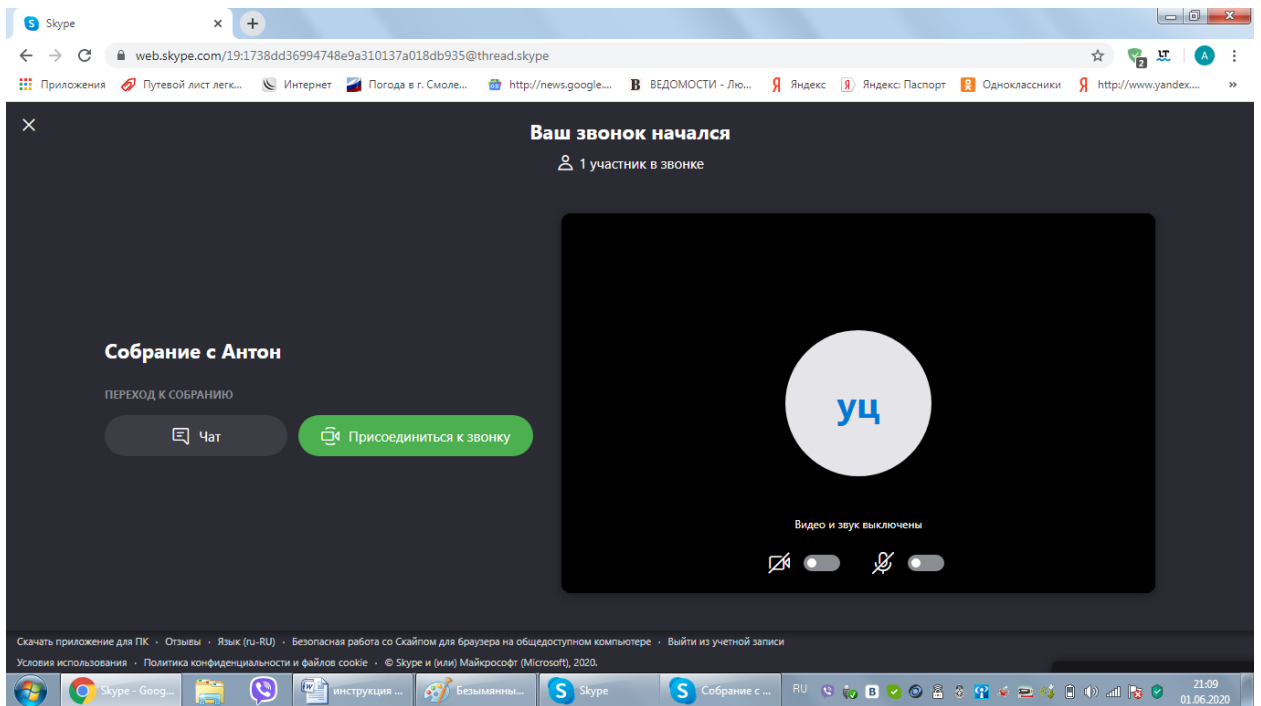 Skype
web.skype.com/19:1738dd36994748e9a310137a018db935@thread.skype
2 LT A
Приложения Путевой лист легк... Интернет Погода в г. Смоле... http://news.google.... B ВЕДОМОСТИ - Лю... Я Яндекс Я Яндекс: Паспорт Одноклассники Я http://www.yandex.... »
Ваш звонок начался
1 участник в звонке
Собрание с Антон
ПЕРЕХОД К СОБРАНИЮ
Чат
Присоединиться к звонку
уц
Видео и звук выключены
Скачать приложение для ПК · Отзывы · Язык (ru-RU) · Безопасная работа со Скайпом для браузера на общедоступном компьютере · Выйти из учетной записи
Условия использования · Политика конфиденциальности и файлов cookie · © Skype и (или) Майкрософт (Microsoft), 2020.
Skype - Goog... инструкция ... Безымянны... Skype Собрание с ... RU 21:09
01.06.2020